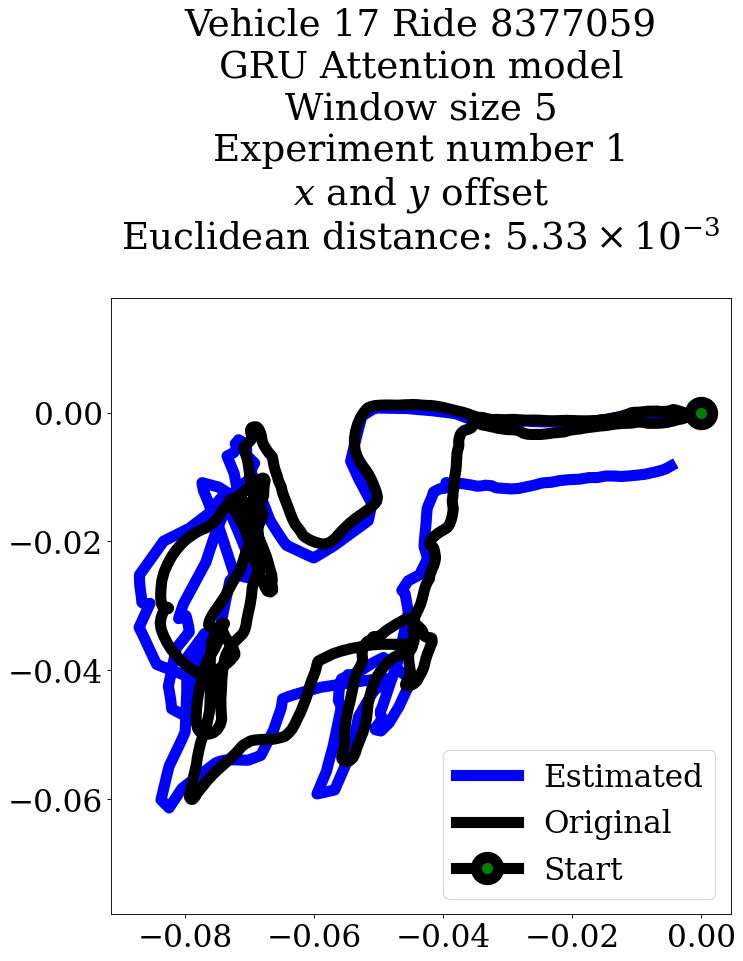 Vehicle 17 Ride 8377059
GRU Attention model
Window size 5
Experiment number 1
x and y offset
Euclidean distance: 5.33 × 10⁻³
0.00
−0.02
−0.04
−0.06
Estimated
Original
Start
−0.08
−0.06
−0.04
−0.02
0.00